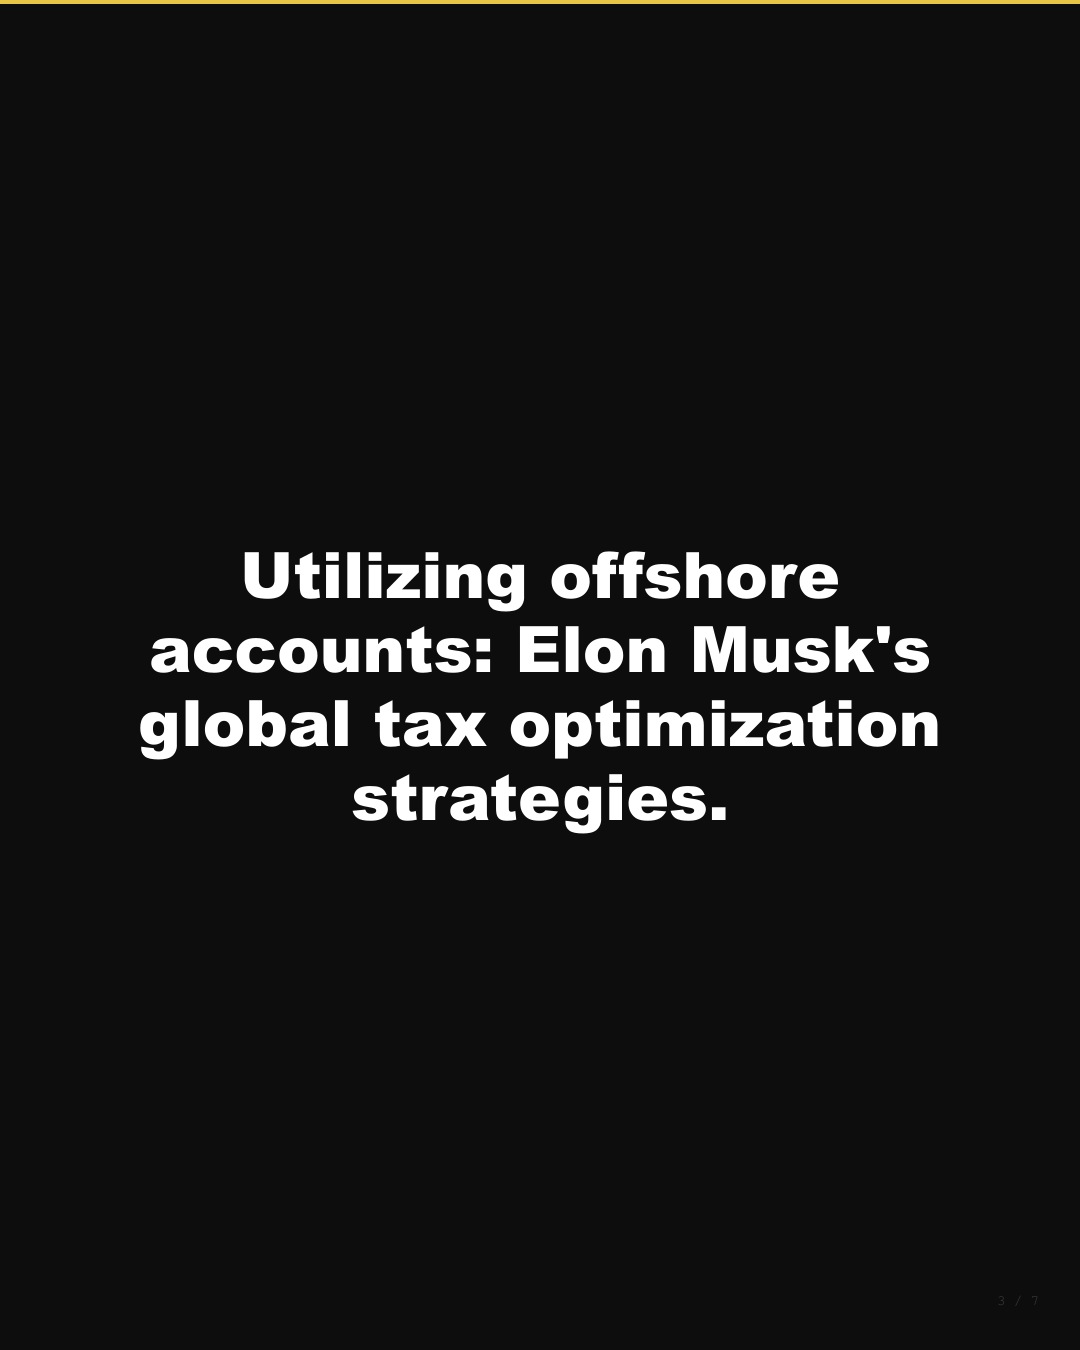 Utilizing offshore
accounts: Elon Musk's
global tax optimization
strategies.
3 / 7